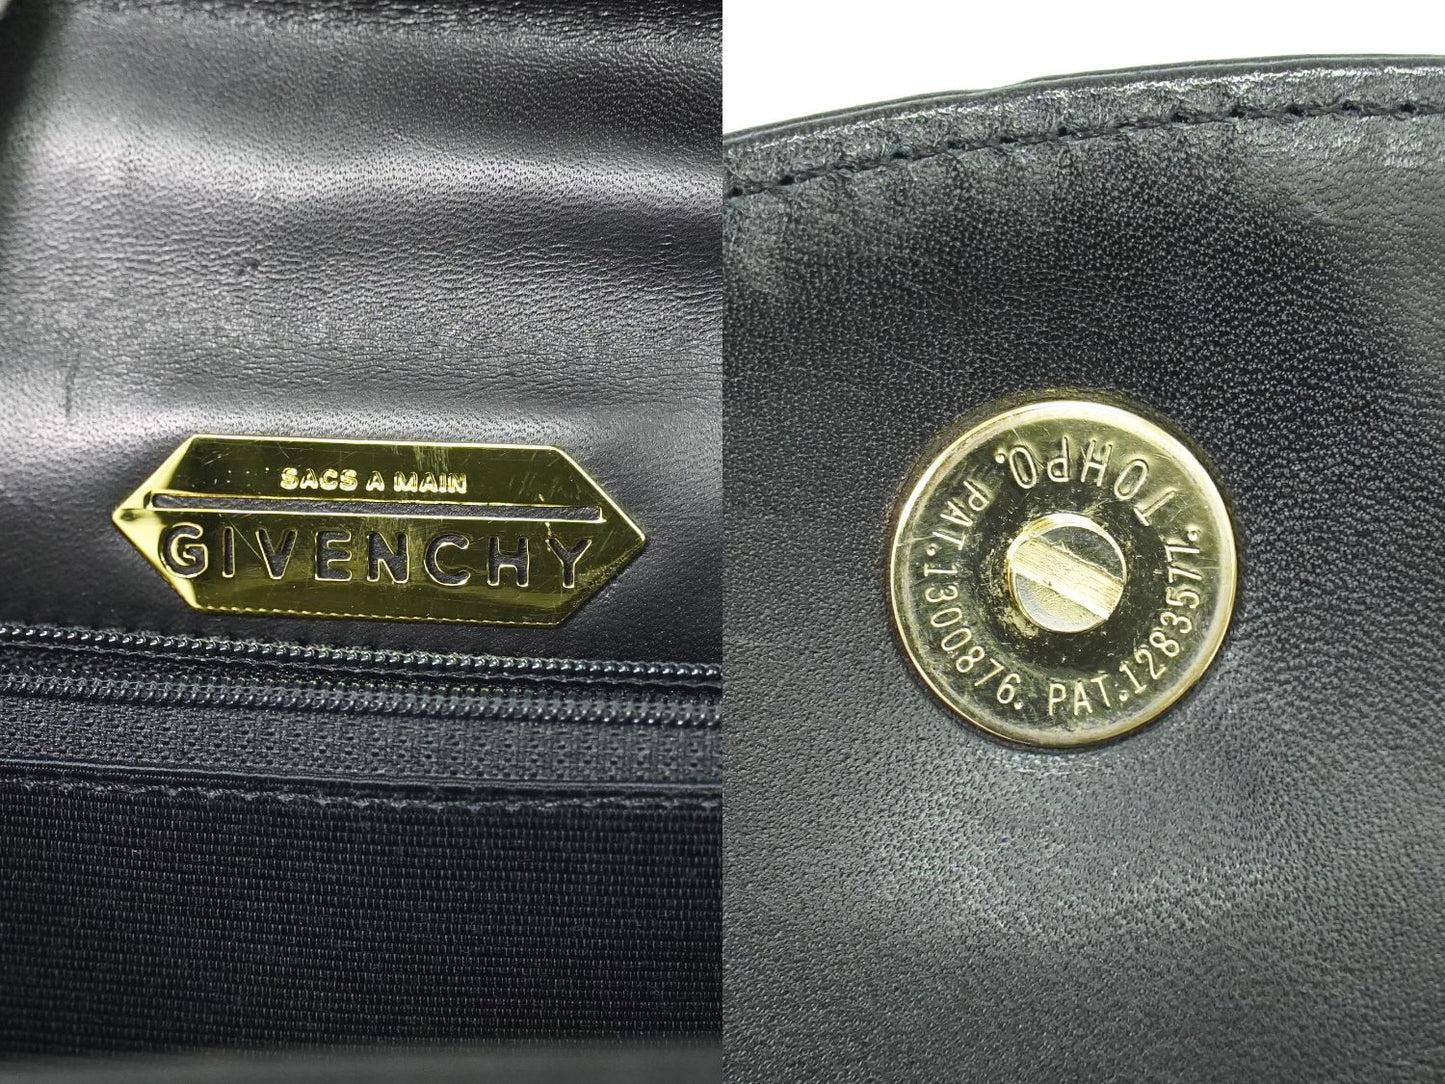 SACS A MAIN
GIVENCHY
TOHPO. PAT.1300876. PAT.1283577.